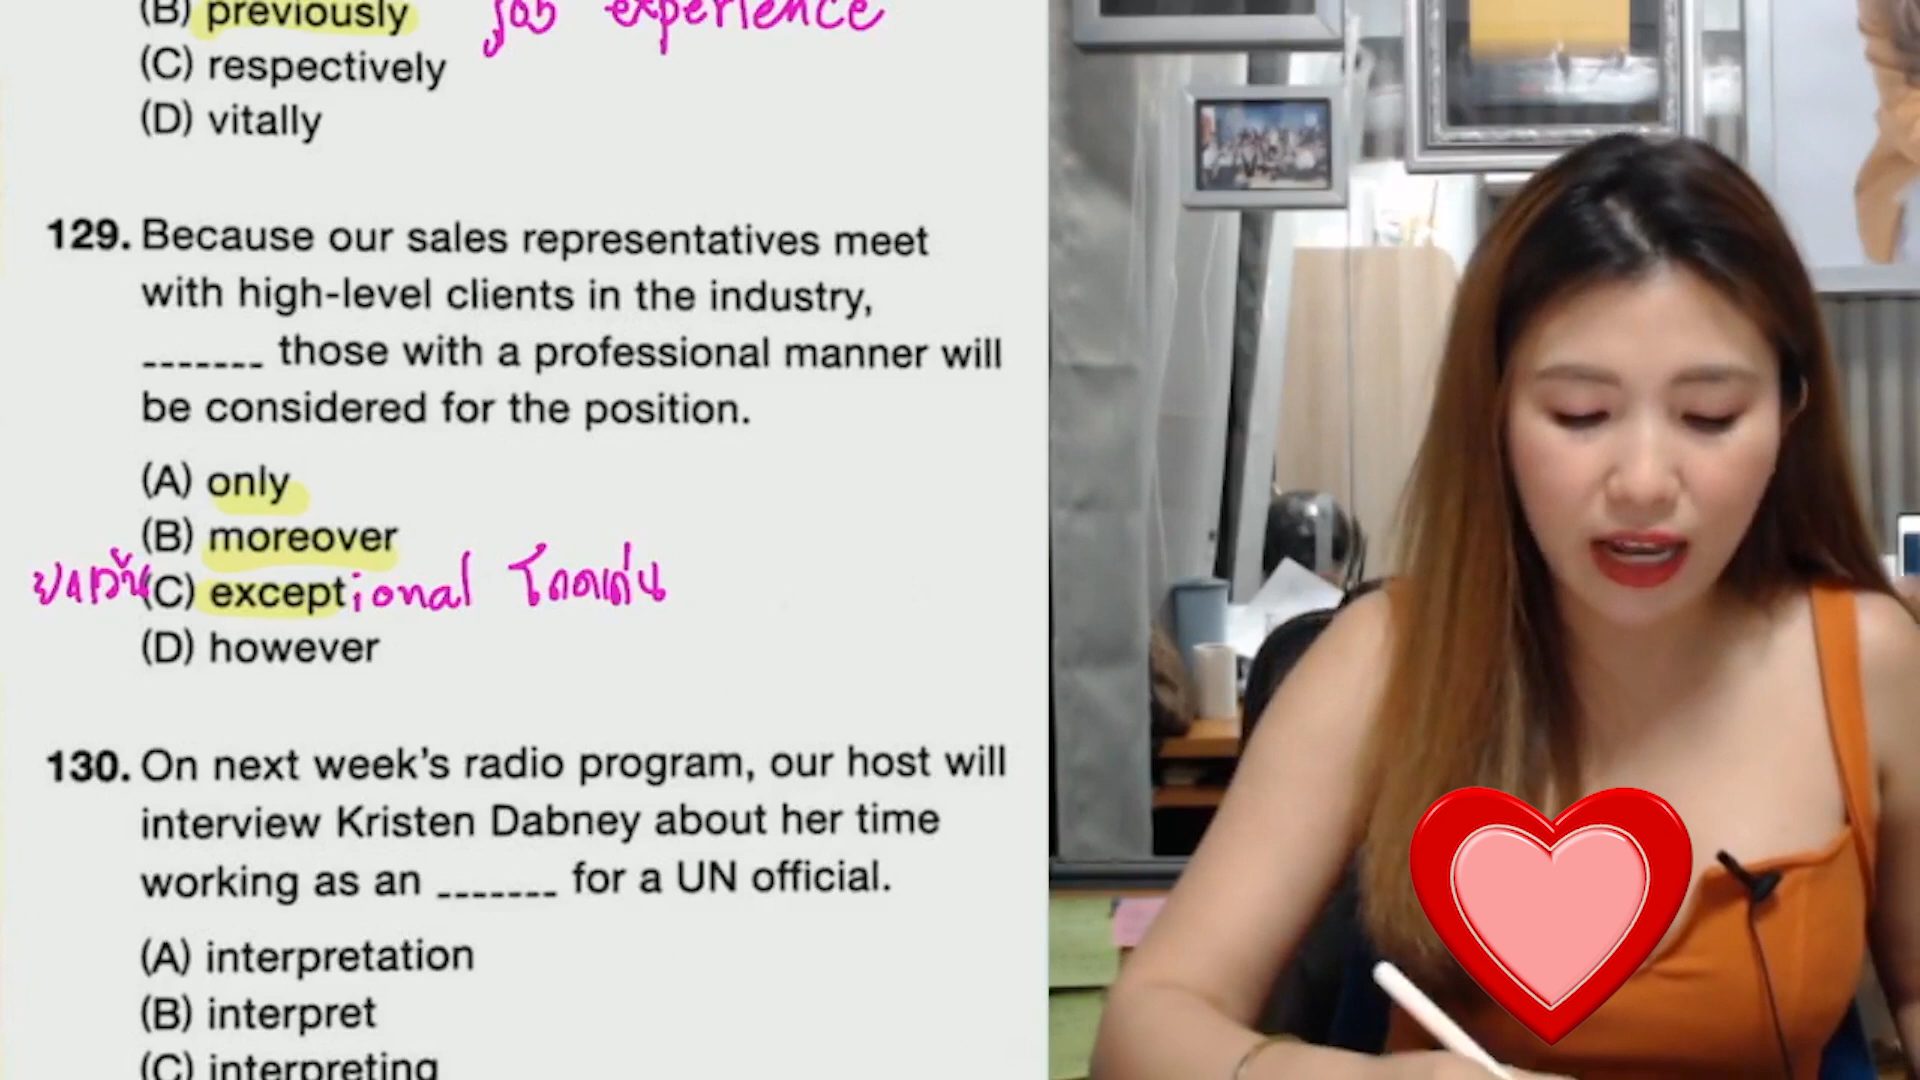 (B) previously รูป experience
(C) respectively
(D) vitally
129. Because our sales representatives meet
with high-level clients in the industry,
------- those with a professional manner will
be considered for the position.
(A) only
(B) moreover
ยกเว้น (C) exceptional โดดเด่น
(D) however
130. On next week's radio program, our host will
interview Kristen Dabney about her time
working as an ------- for a UN official.
(A) interpretation
(B) interpret
(C) interpreting